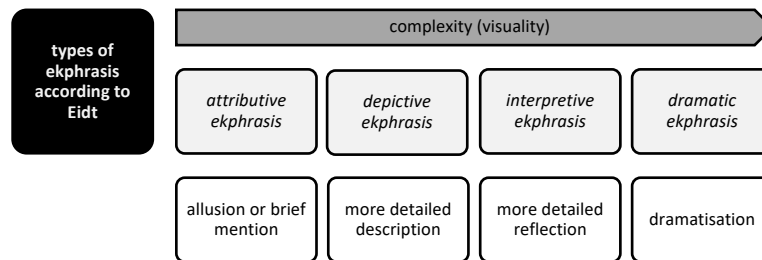 types of
ekphrasis
according to
Eidt
complexity (visuality)
attributive
ekphrasis
depictive
ekphrasis
interpretive
ekphrasis
dramatic
ekphrasis
allusion or brief
mention
more detailed
description
more detailed
reflection
dramatisation